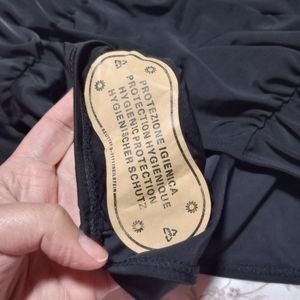 PROTEZIONE IGIENICA
PROTECTION HYGIENIQUE
HYGIENIC PROTECTION
HYGIENISCHER SCHUTZ